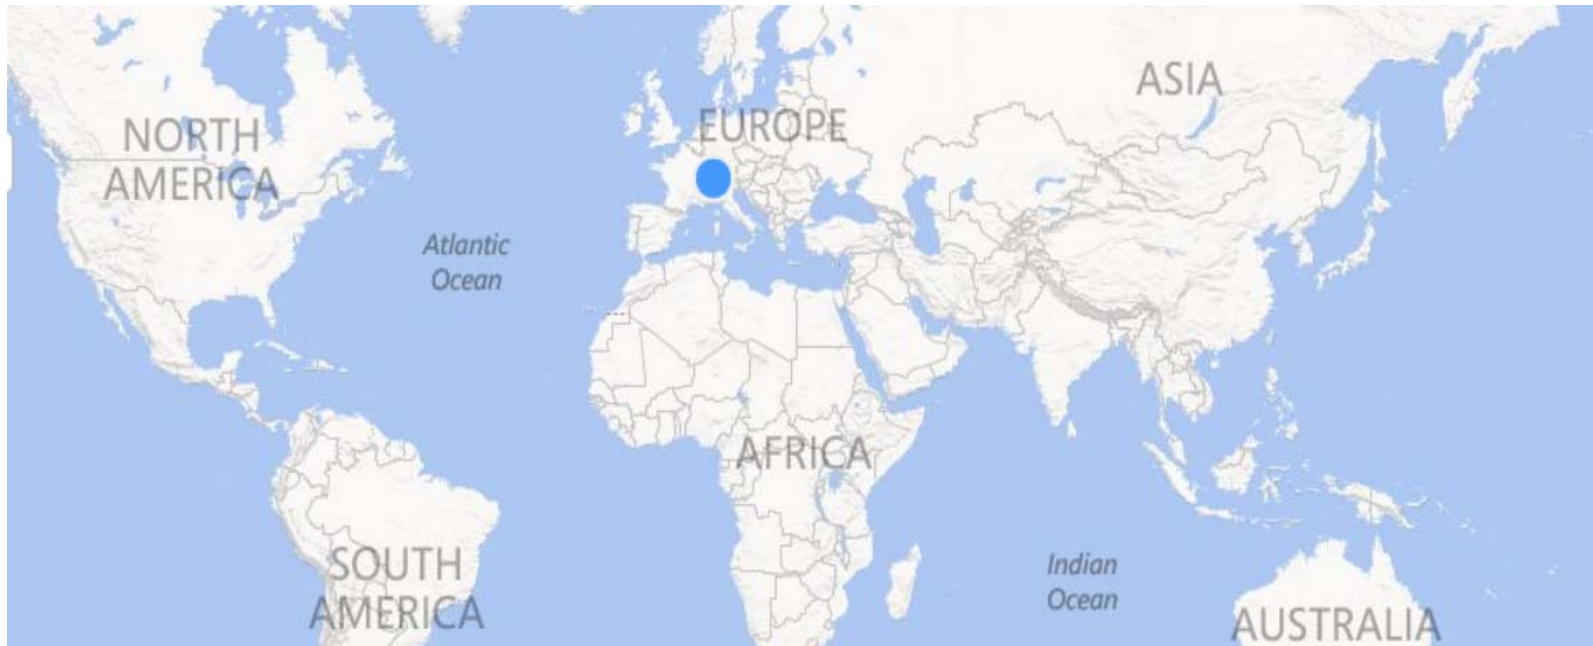 NORTH
AMERICA
EUROPE
ASIA
Atlantic
Ocean
AFRICA
SOUTH
AMERICA
Indian
Ocean
AUSTRALIA